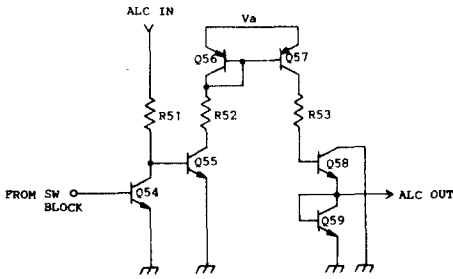 ALC IN
Va
Q56
Q57
R51
R52
R53
Q55
Q58
FROM SW
BLOCK
Q54
ALC OUT
Q59